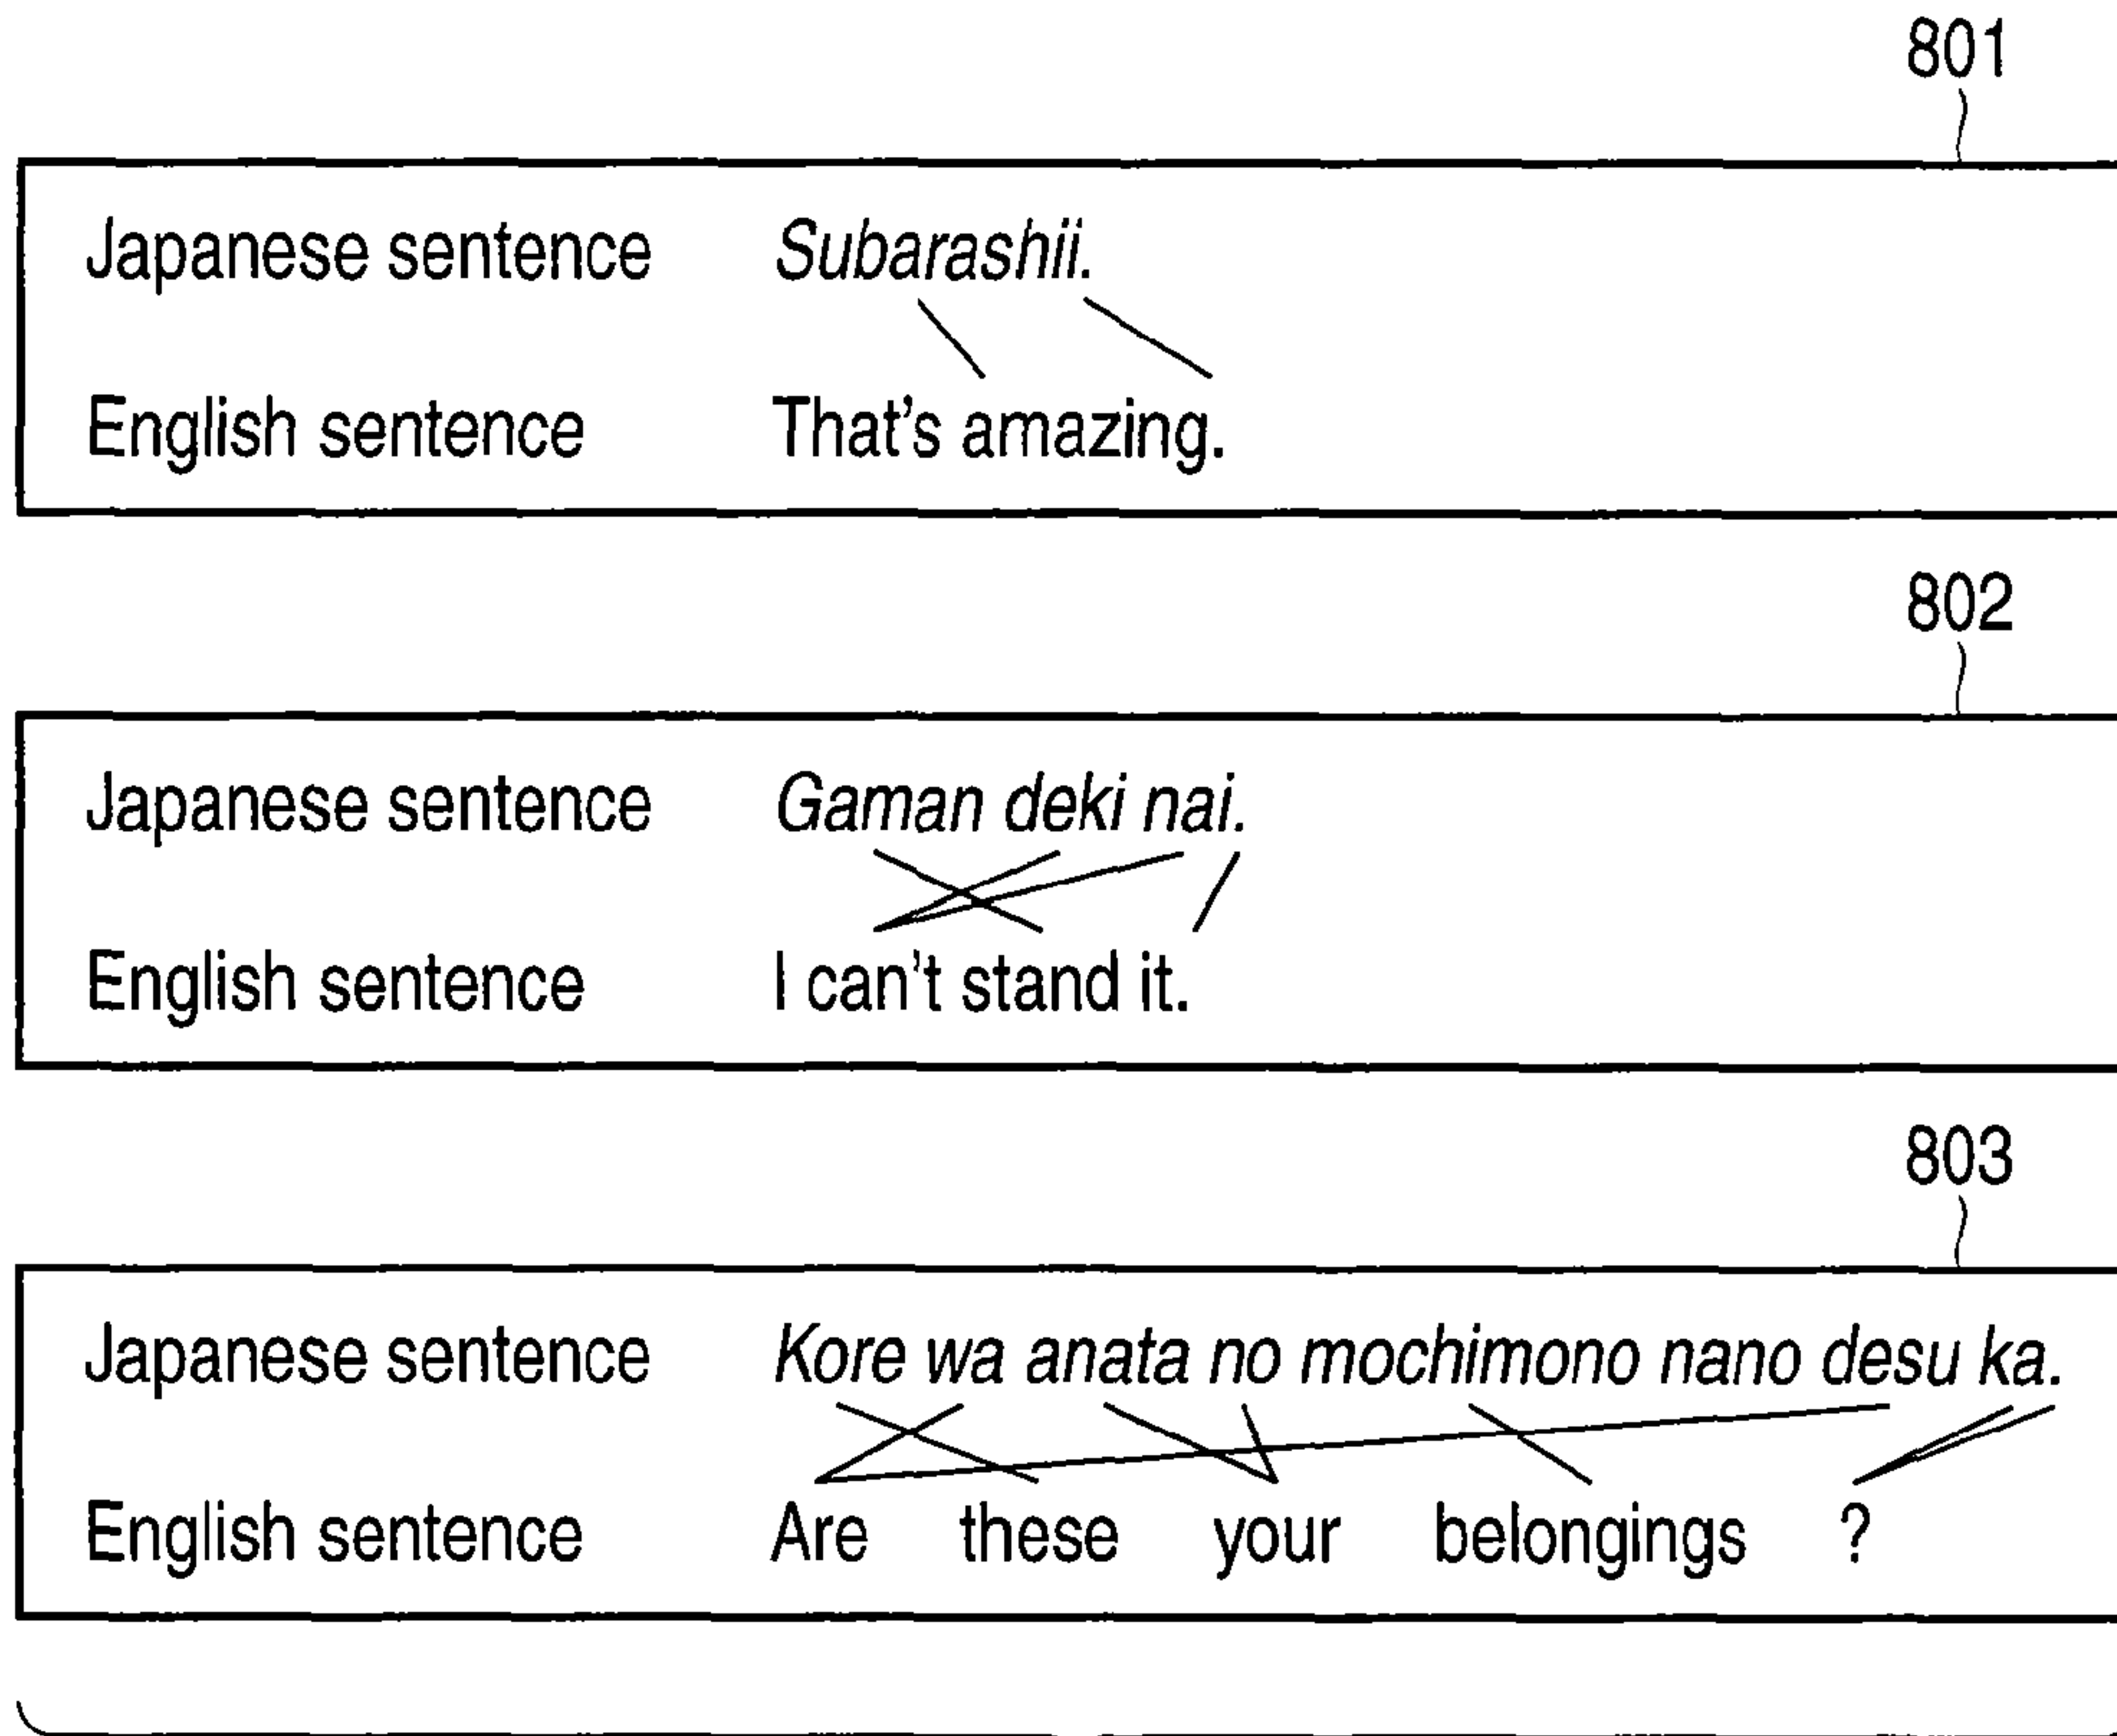 801
Japanese sentence Subarashii.
English sentence That's amazing.
802
Japanese sentence Gaman deki nai.
English sentence I can't stand it.
803
Japanese sentence Kore wa anata no mochimono nano desu ka.
English sentence Are these your belongings ?